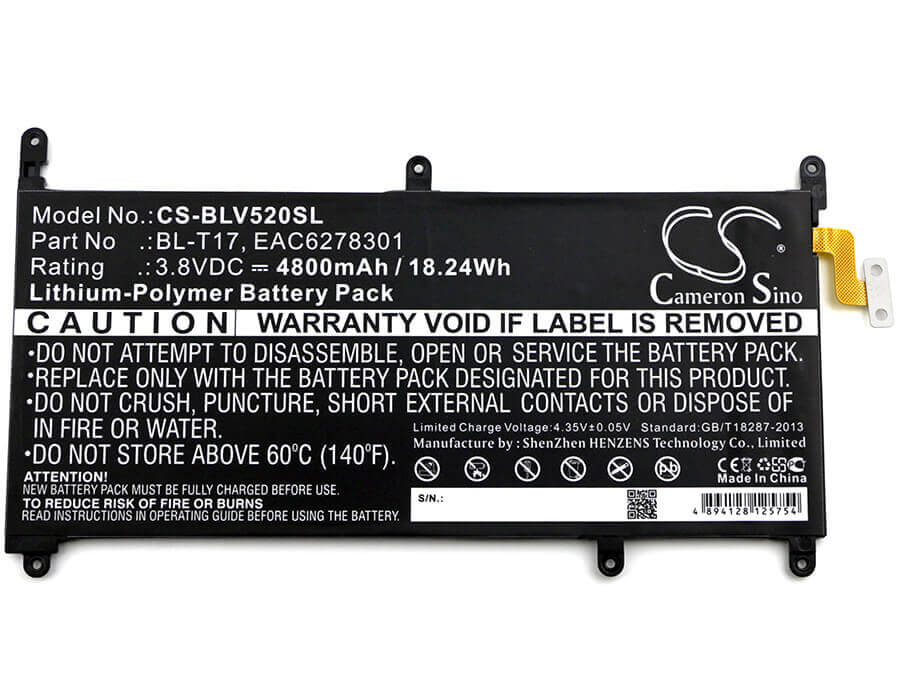 Model No.: CS-BLV520SL
Part No : BL-T17, EAC6278301
Rating : 3.8VDC ⎓ 4800mAh / 18.24Wh
Lithium-Polymer Battery Pack
CS
Cameron Sino
CAUTION WARRANTY VOID IF LABEL IS REMOVED
•DO NOT ATTEMPT TO DISASSEMBLE, OPEN OR SERVICE THE BATTERY PACK.
•REPLACE ONLY WITH THE BATTERY PACK DESIGNATED FOR THIS PRODUCT.
•DO NOT CRUSH, PUNCTURE, SHORT EXTERNAL CONTACTS OR DISPOSE OF IN FIRE OR WATER.
•DO NOT STORE ABOVE 60ºC (140ºF).
Limited Charge Voltage:4.35V±0.05V Standard:GB/T18287-2013
Manufacture by : ShenZhen HENZENS Technology Co., Limited
ATTENTION!
NEW BATTERY PACK MUST BE FULLY CHARGED BEFORE USE!
TO REDUCE RISK OF FIRE OR BURNS
READ INSTRUCTIONS IN OPERATING GUIDE BEFORE USING THE BATTERY.
Pb
CE
Made In China
S/N.:
4 894128 125754